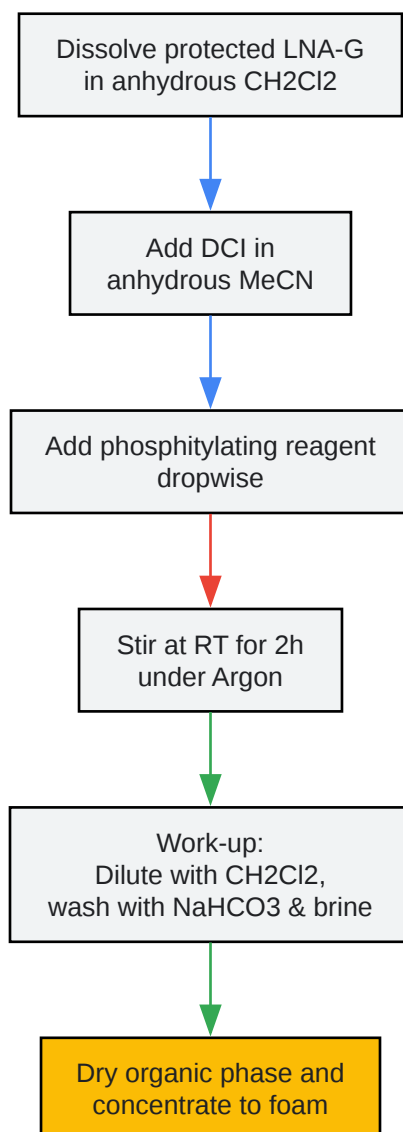 Dissolve protected LNA-G
in anhydrous CH2Cl2
Add DCI in
anhydrous MeCN
Add phosphitylating reagent
dropwise
Stir at RT for 2h
under Argon
Work-up:
Dilute with CH2Cl2,
wash with NaHCO3 & brine
Dry organic phase and
concentrate to foam